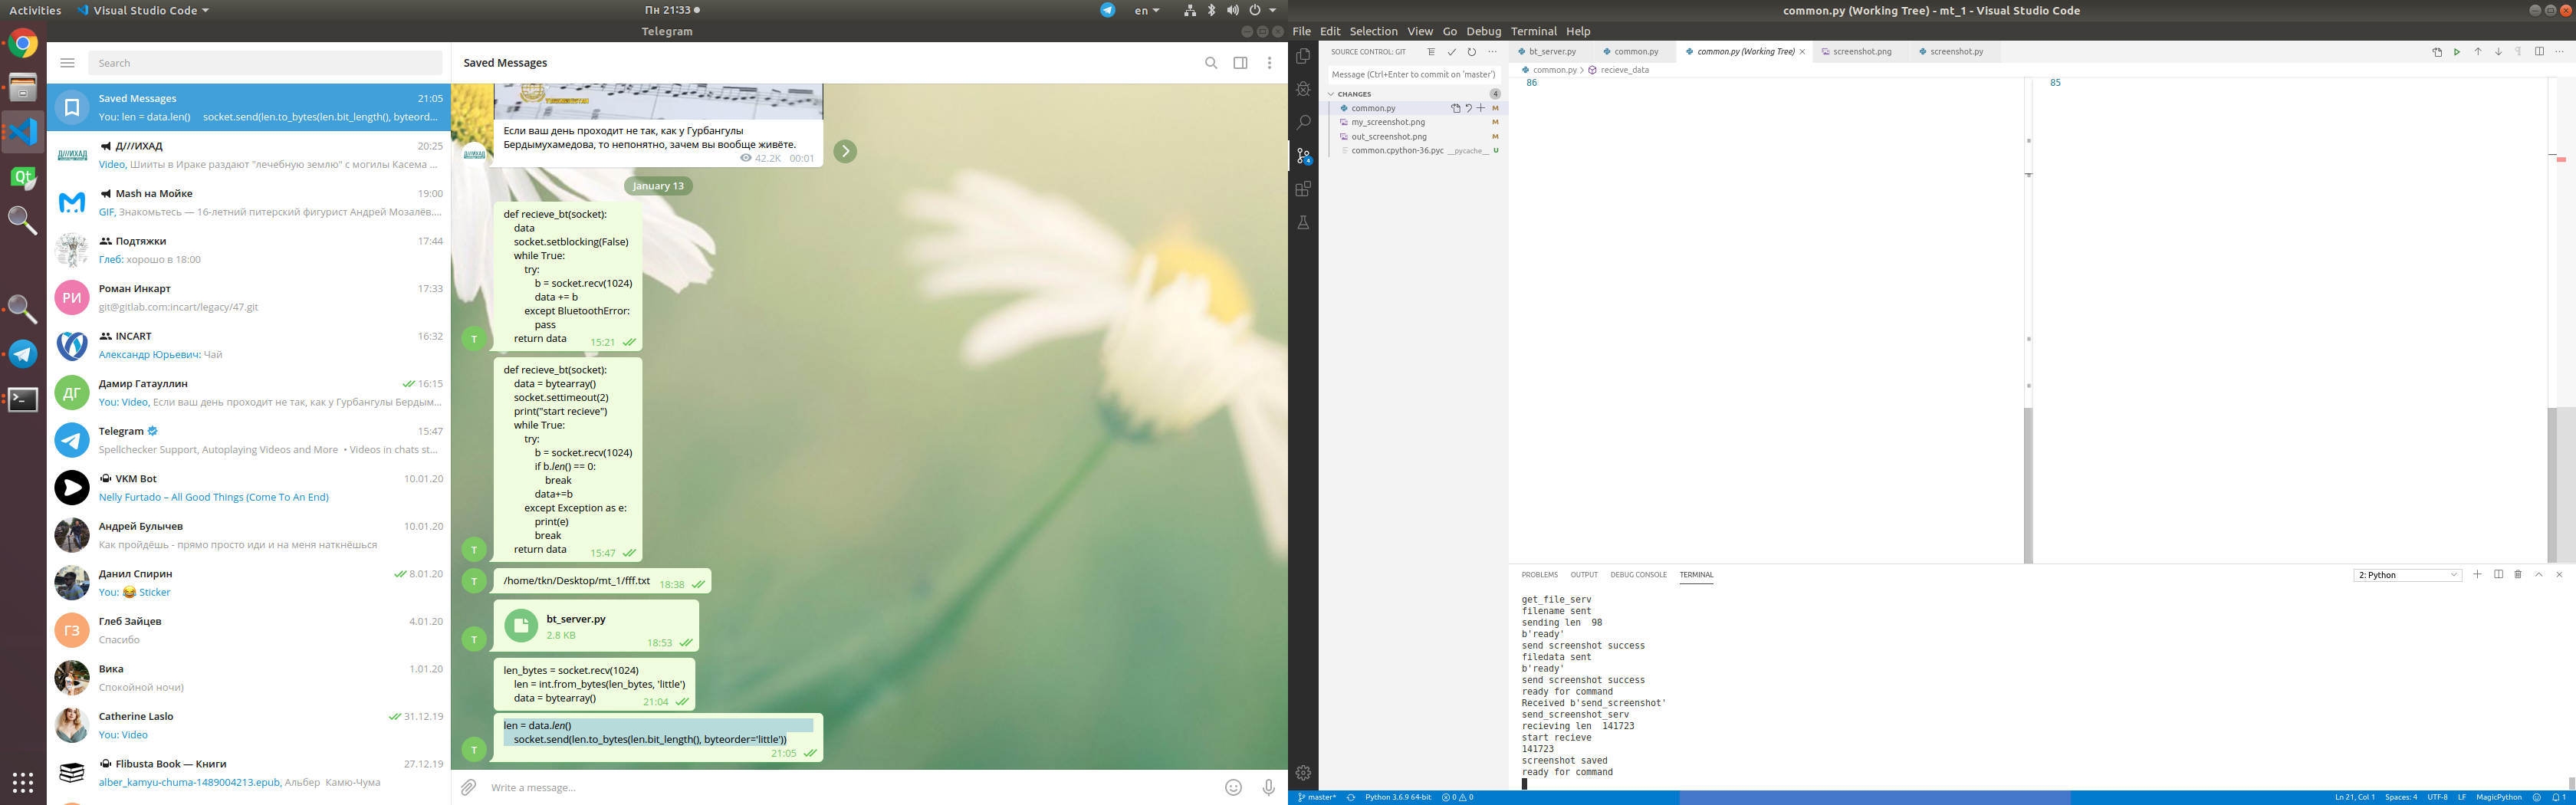 Activities
Visual Studio Code
Пн 21:33
en
Telegram
Search
Saved Messages 21:05
You: len = data.len() socket.send(len.to_bytes(len.bit_length(), byteord...
Д///ИХАД 20:25
Video, Шииты в Ираке раздают "лечебную землю" с могилы Касема ...
Mash на Мойке 19:00
GIF, Знакомьтесь — 16-летний питерский фигурист Андрей Мозалёв....
Подтяжки 17:44
Глеб: хорошо в 18:00
РИ
Роман Инкарт 17:33
git@gitlab.com:incart/legacy/47.git
INCART 16:32
Александр Юрьевич: Чай
ДГ
Дамир Гатауллин 16:15
You: Video, Если ваш день проходит не так, как у Гурбангулы Бердым...
Telegram 15:47
Spellchecker Support, Autoplaying Videos and More • Videos in chats st...
VKM Bot 10.01.20
Nelly Furtado – All Good Things (Come To An End)
Андрей Булычев 10.01.20
Как пройдёшь - прямо просто иди и на меня наткнёшься
Данил Спирин 8.01.20
You: 😂 Sticker
ГЗ
Глеб Зайцев 4.01.20
Спасибо
Вика 1.01.20
Спокойной ночи)
Catherine Laslo 31.12.19
You: Video
Flibusta Book — Книги 27.12.19
alber_kamyu-chuma-1489004213.epub, Альбер Камю-Чума
Saved Messages
Если ваш день проходит не так, как у Гурбангулы
Бердымухамедова, то непонятно, зачем вы вообще живёте.
42.2K 00:01
January 13
def recieve_bt(socket):
data
socket.setblocking(False)
while True:
try:
b = socket.recv(1024)
data += b
except BluetoothError:
pass
return data 15:21
T
def recieve_bt(socket):
data = bytearray()
socket.settimeout(2)
print("start recieve")
while True:
try:
b = socket.recv(1024)
if b.len() == 0:
break
data+=b
except Exception as e:
print(e)
break
return data 15:47
T
/home/tkn/Desktop/mt_1/fff.txt 18:38
T
bt_server.py
2.8 KB
18:53
T
len_bytes = socket.recv(1024)
len = int.from_bytes(len_bytes, 'little')
data = bytearray() 21:04
len = data.len()
socket.send(len.to_bytes(len.bit_length(), byteorder='little'))
21:05
T
Write a message...
common.py (Working Tree) - mt_1 - Visual Studio Code
File Edit Selection View Go Debug Terminal Help
SOURCE CONTROL: GIT
Message (Ctrl+Enter to commit on 'master')
CHANGES 4
common.py M
my_screenshot.png M
out_screenshot.png M
common.cpython-36.pyc __pycache__ U
4
bt_server.py common.py common.py (Working Tree) screenshot.png screenshot.py
common.py > recieve_data
86 85
PROBLEMS OUTPUT DEBUG CONSOLE TERMINAL
2: Python
get_file_serv
filename sent
sending len 98
b'ready'
send screenshot success
filedata sent
b'ready'
send screenshot success
ready for command
Received b'send_screenshot'
send_screenshot_serv
recieving len 141723
start recieve
141723
screenshot saved
ready for command
master* Python 3.6.9 64-bit 0 0
Ln 21, Col 1 Spaces: 4 UTF-8 LF MagicPython 1